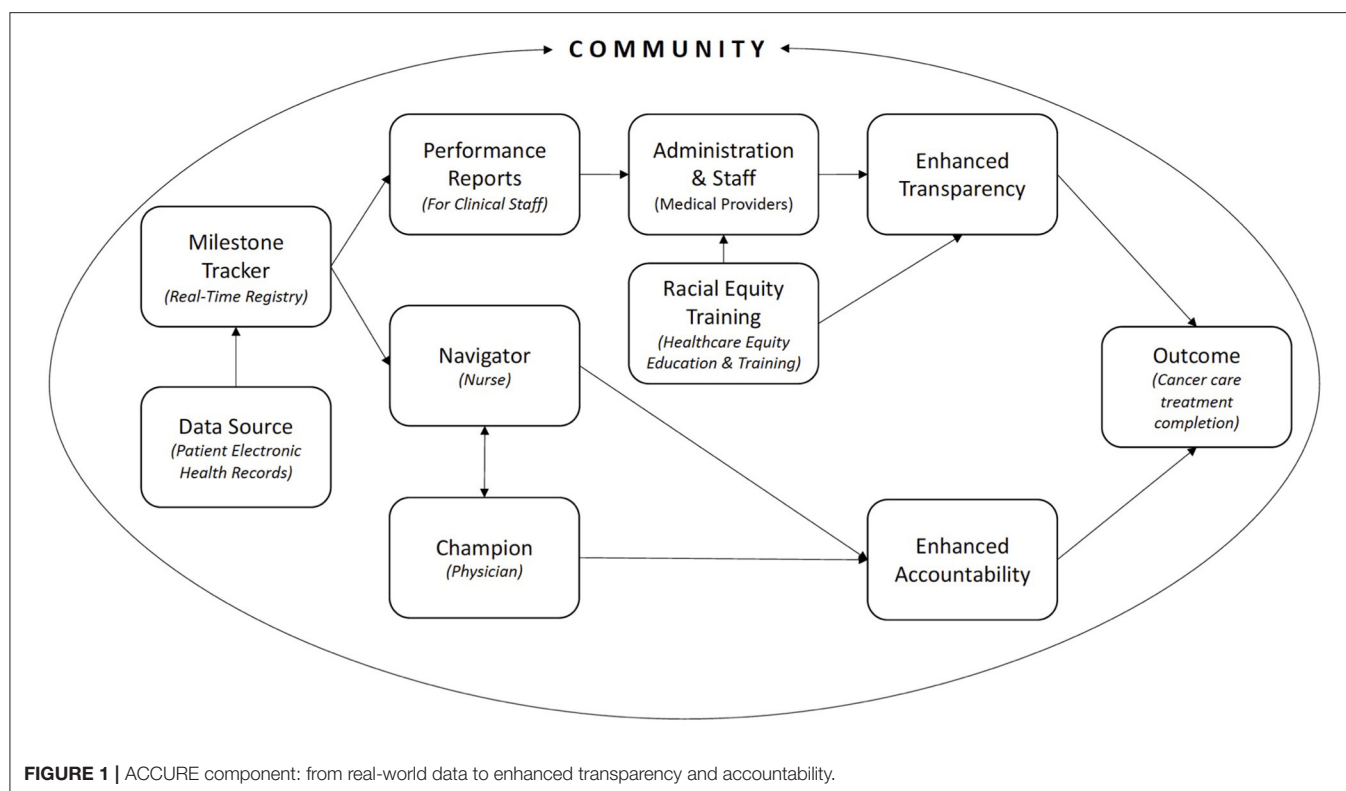 COMMUNITY
Performance
Reports
(For Clinical Staff)
Administration
& Staff
(Medical Providers)
Enhanced
Transparency
Milestone
Tracker
(Real-Time Registry)
Racial Equity
Training
(Healthcare Equity
Education & Training)
Navigator
(Nurse)
Outcome
(Cancer care
treatment
completion)
Data Source
(Patient Electronic
Health Records)
Champion
(Physician)
Enhanced
Accountability
FIGURE 1 | ACCURE component: from real-world data to enhanced transparency and accountability.